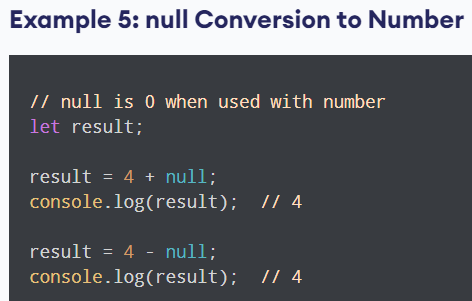 Example 5: null Conversion to Number
// null is 0 when used with number
let result;
result = 4 + null;
console.log(result);  // 4
result = 4 - null;
console.log(result);  // 4